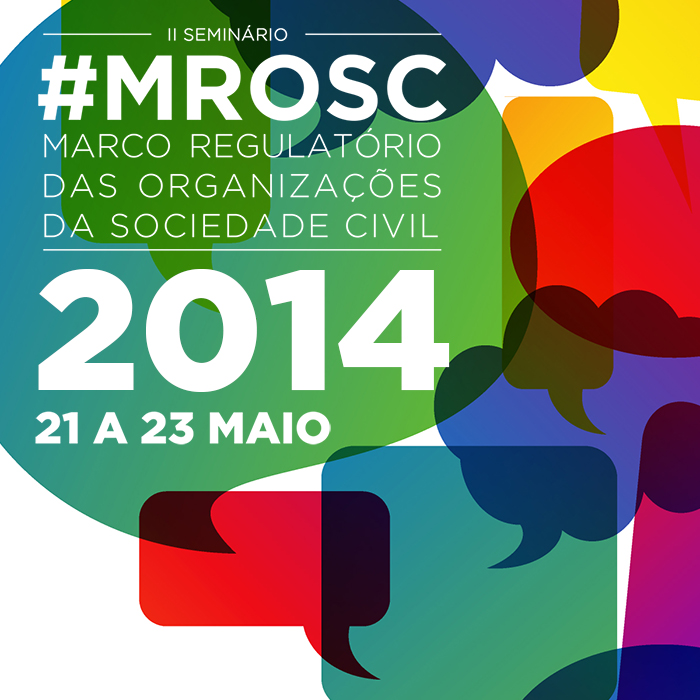 II SEMINÁRIO
#MROSC
MARCO REGULATÓRIO
DAS ORGANIZAÇÕES
DA SOCIEDADE CIVIL
2014
21 A 23 MAIO